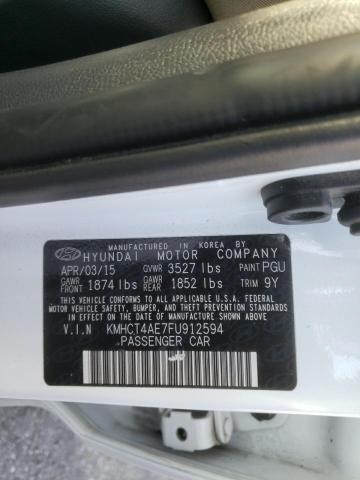 MANUFACTURED IN KOREA BY
HYUNDAI MOTOR COMPANY
APR/03/15 GVWR 3527 lbs PAINT PGU
GAWR FRONT 1874 lbs GAWR REAR 1852 lbs TRIM 9Y
THIS VEHICLE CONFORMS TO ALL APPLICABLE U.S. FEDERAL
MOTOR VEHICLE SAFETY, BUMPER, AND THEFT PREVENTION
STANDARDS IN EFFECT ON THE DATE OF MANUFACTURE SHOWN ABOVE.
V.I.N KMHCT4AE7FU912594
PASSENGER CAR